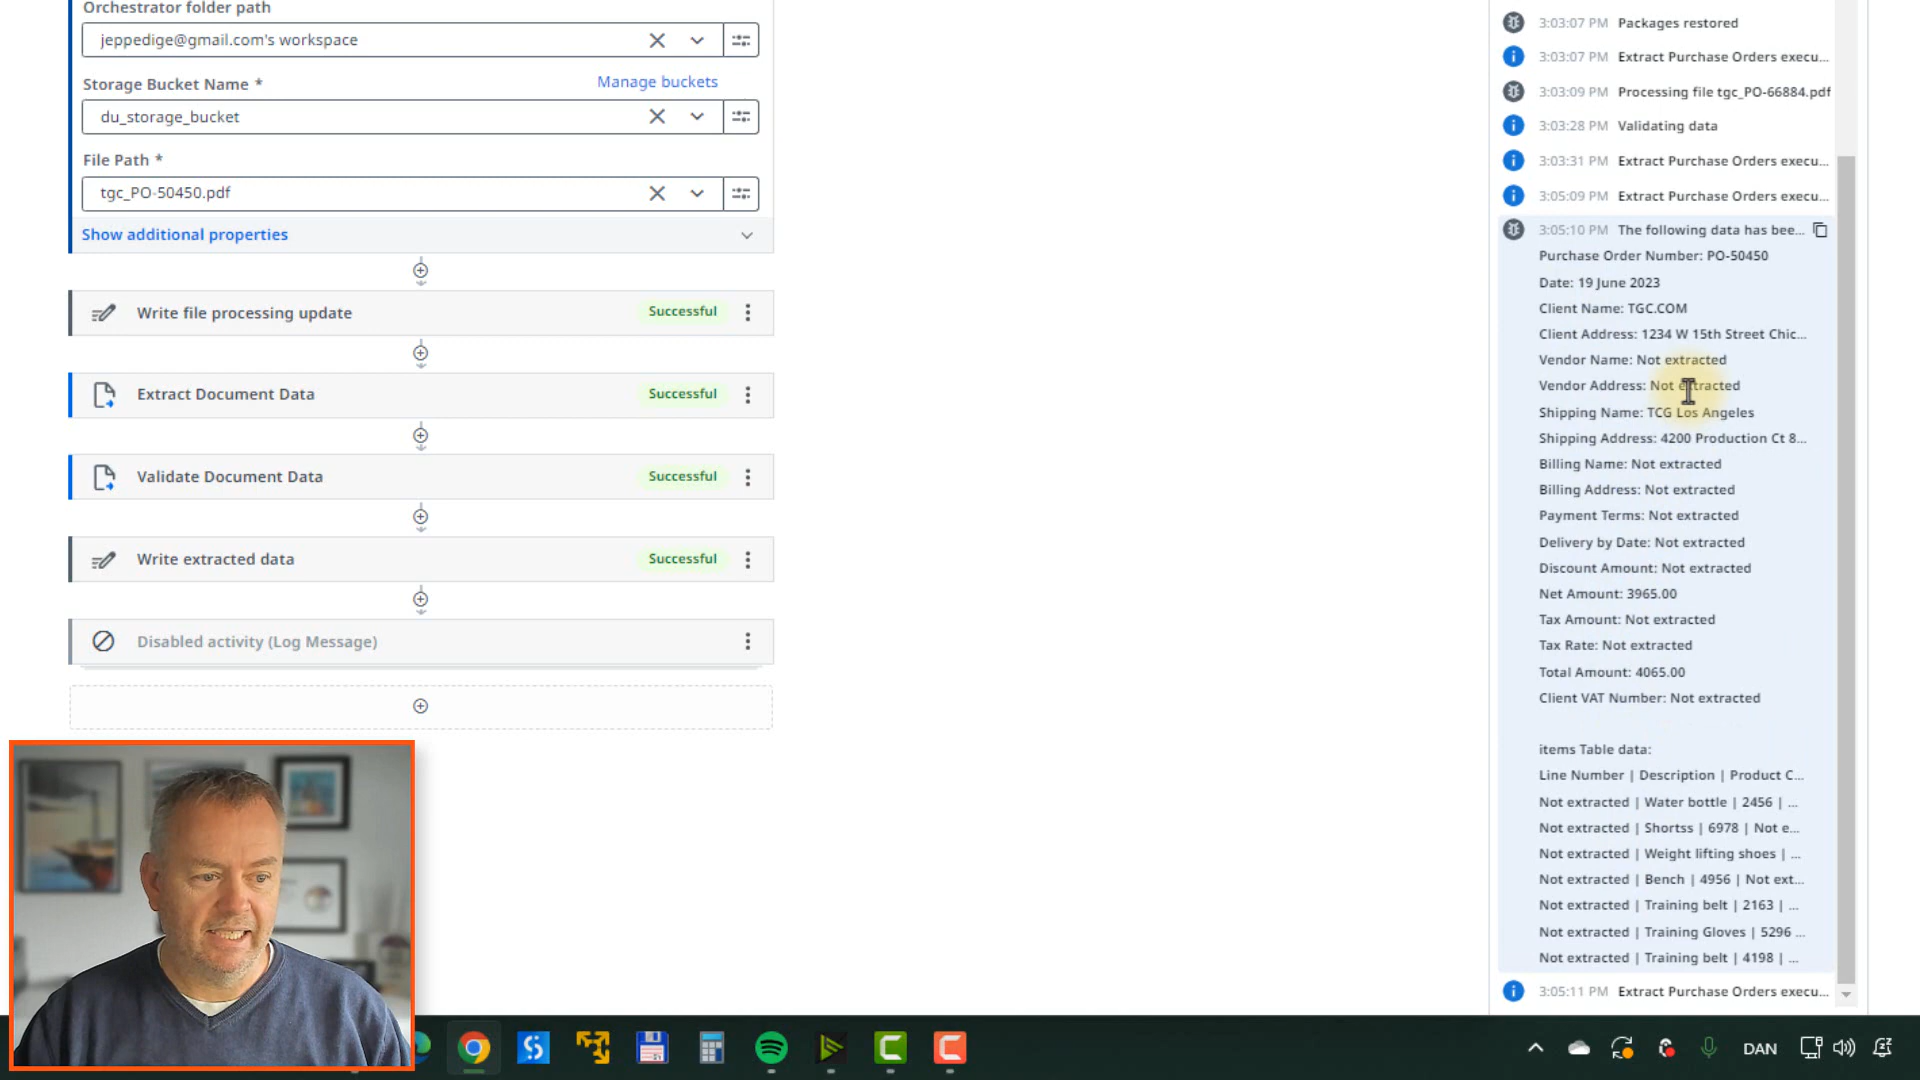 Orchestrator folder path
jeppedige@gmail.com's workspace
Storage Bucket Name *
Manage buckets
du_storage_bucket
File Path *
tgc_PO-50450.pdf
Show additional properties
Write file processing update
Successful
Extract Document Data
Successful
Validate Document Data
Successful
Write extracted data
Successful
Disabled activity (Log Message)
3:03:07 PM Packages restored
3:03:07 PM Extract Purchase Orders execu...
3:03:09 PM Processing file tgc_PO-66884.pdf
3:03:28 PM Validating data
3:03:31 PM Extract Purchase Orders execu...
3:05:09 PM Extract Purchase Orders execu...
3:05:10 PM The following data has bee...
Purchase Order Number: PO-50450
Date: 19 June 2023
Client Name: TGC.COM
Client Address: 1234 W 15th Street Chic...
Vendor Name: Not extracted
Vendor Address: Not extracted
Shipping Name: TCG Los Angeles
Shipping Address: 4200 Production Ct 8...
Billing Name: Not extracted
Billing Address: Not extracted
Payment Terms: Not extracted
Delivery by Date: Not extracted
Discount Amount: Not extracted
Net Amount: 3965.00
Tax Amount: Not extracted
Tax Rate: Not extracted
Total Amount: 4065.00
Client VAT Number: Not extracted
items Table data:
Line Number | Description | Product C...
Not extracted | Water bottle | 2456 | ...
Not extracted | Shortss | 6978 | Not e...
Not extracted | Weight lifting shoes | ...
Not extracted | Bench | 4956 | Not ext...
Not extracted | Training belt | 2163 | ...
Not extracted | Training Gloves | 5296 ...
Not extracted | Training belt | 4198 | ...
3:05:11 PM Extract Purchase Orders execu...
DAN